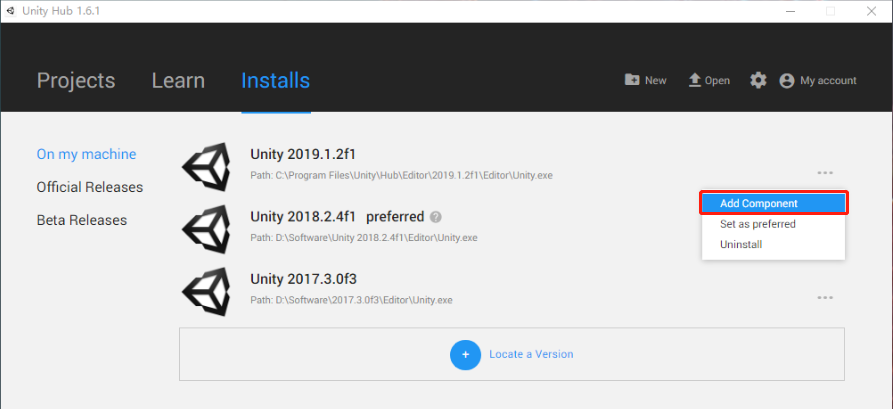 Unity Hub 1.6.1
Projects Learn Installs New Open My account
On my machine
Official Releases
Beta Releases
Unity 2019.1.2f1
Path: C:\Program Files\Unity\Hub\Editor\2019.1.2f1\Editor\Unity.exe
Add Component
Set as preferred
Uninstall
Unity 2018.2.4f1 preferred ?
Path: D:\Software\Unity 2018.2.4f1\Editor\Unity.exe
Unity 2017.3.0f3
Path: D:\Software\2017.3.0f3\Editor\Unity.exe
+ Locate a Version